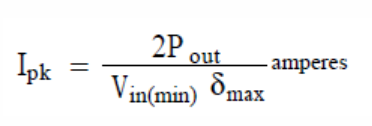 I_pk = 2P_out / V_in(min) δ_max amperes